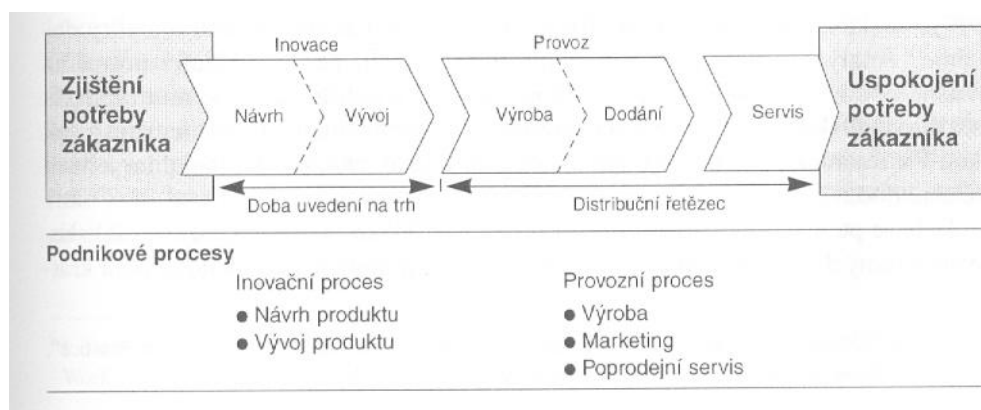 Inovace
Provoz
Zjištění
potřeby
zákazníka
Návrh
Vývoj
Výroba
Dodání
Servis
Uspokojení
potřeby
zákazníka
Doba uvedení na trh
Distribuční řetězec
Podnikové procesy
Inovační proces
● Návrh produktu
● Vývoj produktu
Provozní proces
● Výroba
● Marketing
● Poprodejní servis